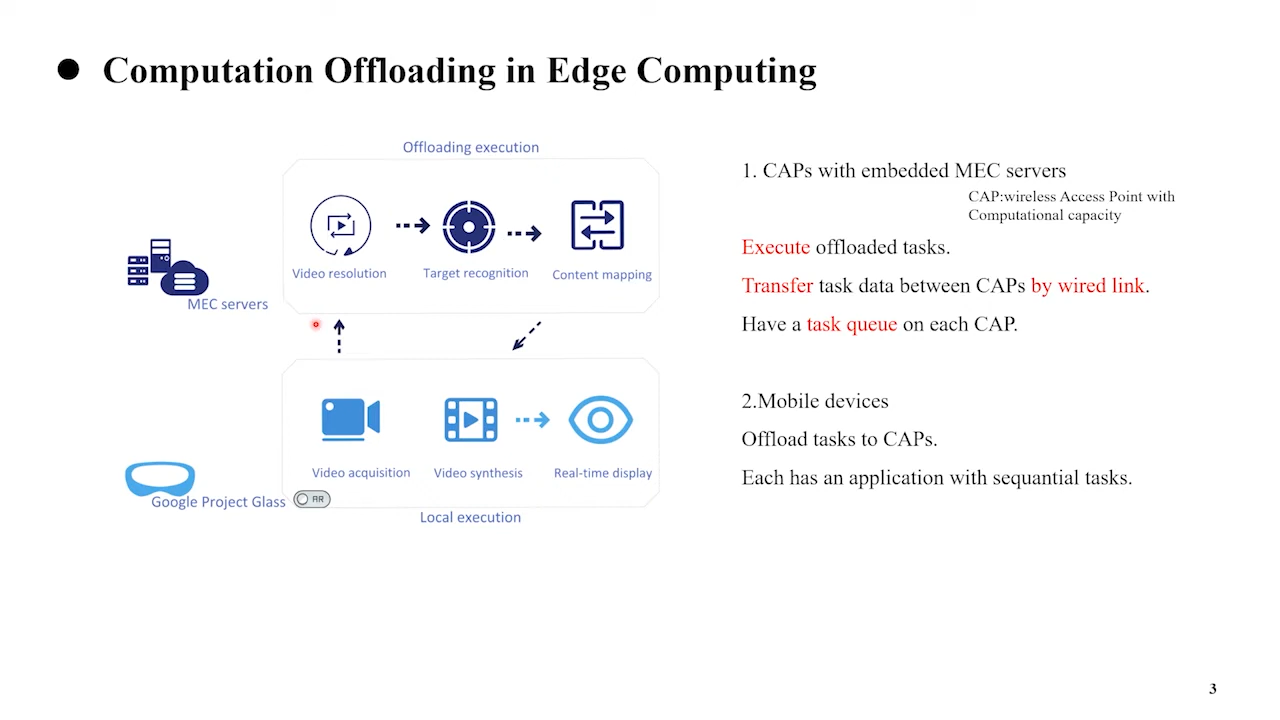 Computation Offloading in Edge Computing
Offloading execution
Video resolution
Target recognition
Content mapping
MEC servers
Video acquisition
Video synthesis
Real-time display
Google Project Glass
AR
Local execution
1. CAPs with embedded MEC servers
CAP:wireless Access Point with
Computational capacity
Execute offloaded tasks.
Transfer task data between CAPs by wired link.
Have a task queue on each CAP.
2.Mobile devices
Offload tasks to CAPs.
Each has an application with sequantial tasks.
3